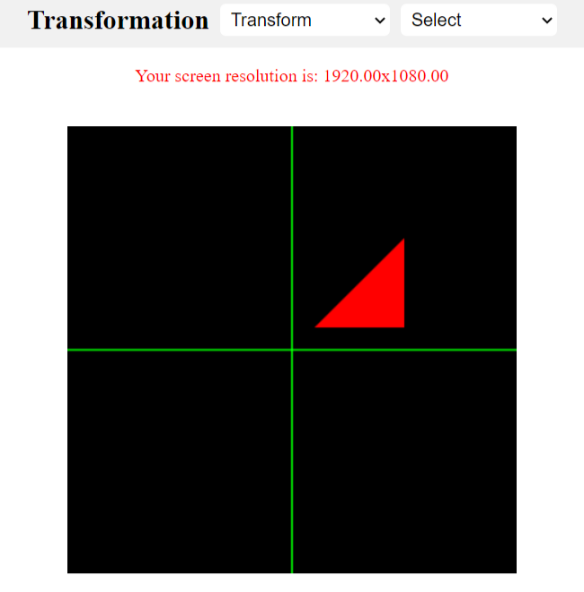 Transformation Transform Select
Your screen resolution is: 1920.00x1080.00